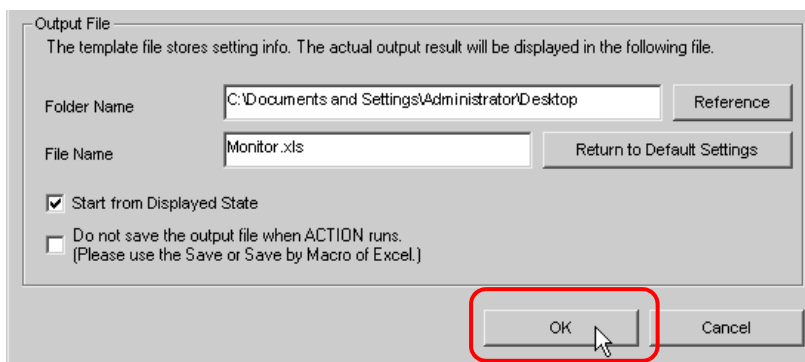 Output File
The template file stores setting info. The actual output result will be displayed in the following file.
Folder Name
C:\Documents and Settings\Administrator\Desktop
Reference
File Name
Monitor.xls
Return to Default Settings
Start from Displayed State
Do not save the output file when ACTION runs.
(Please use the Save or Save by Macro of Excel.)
OK
Cancel